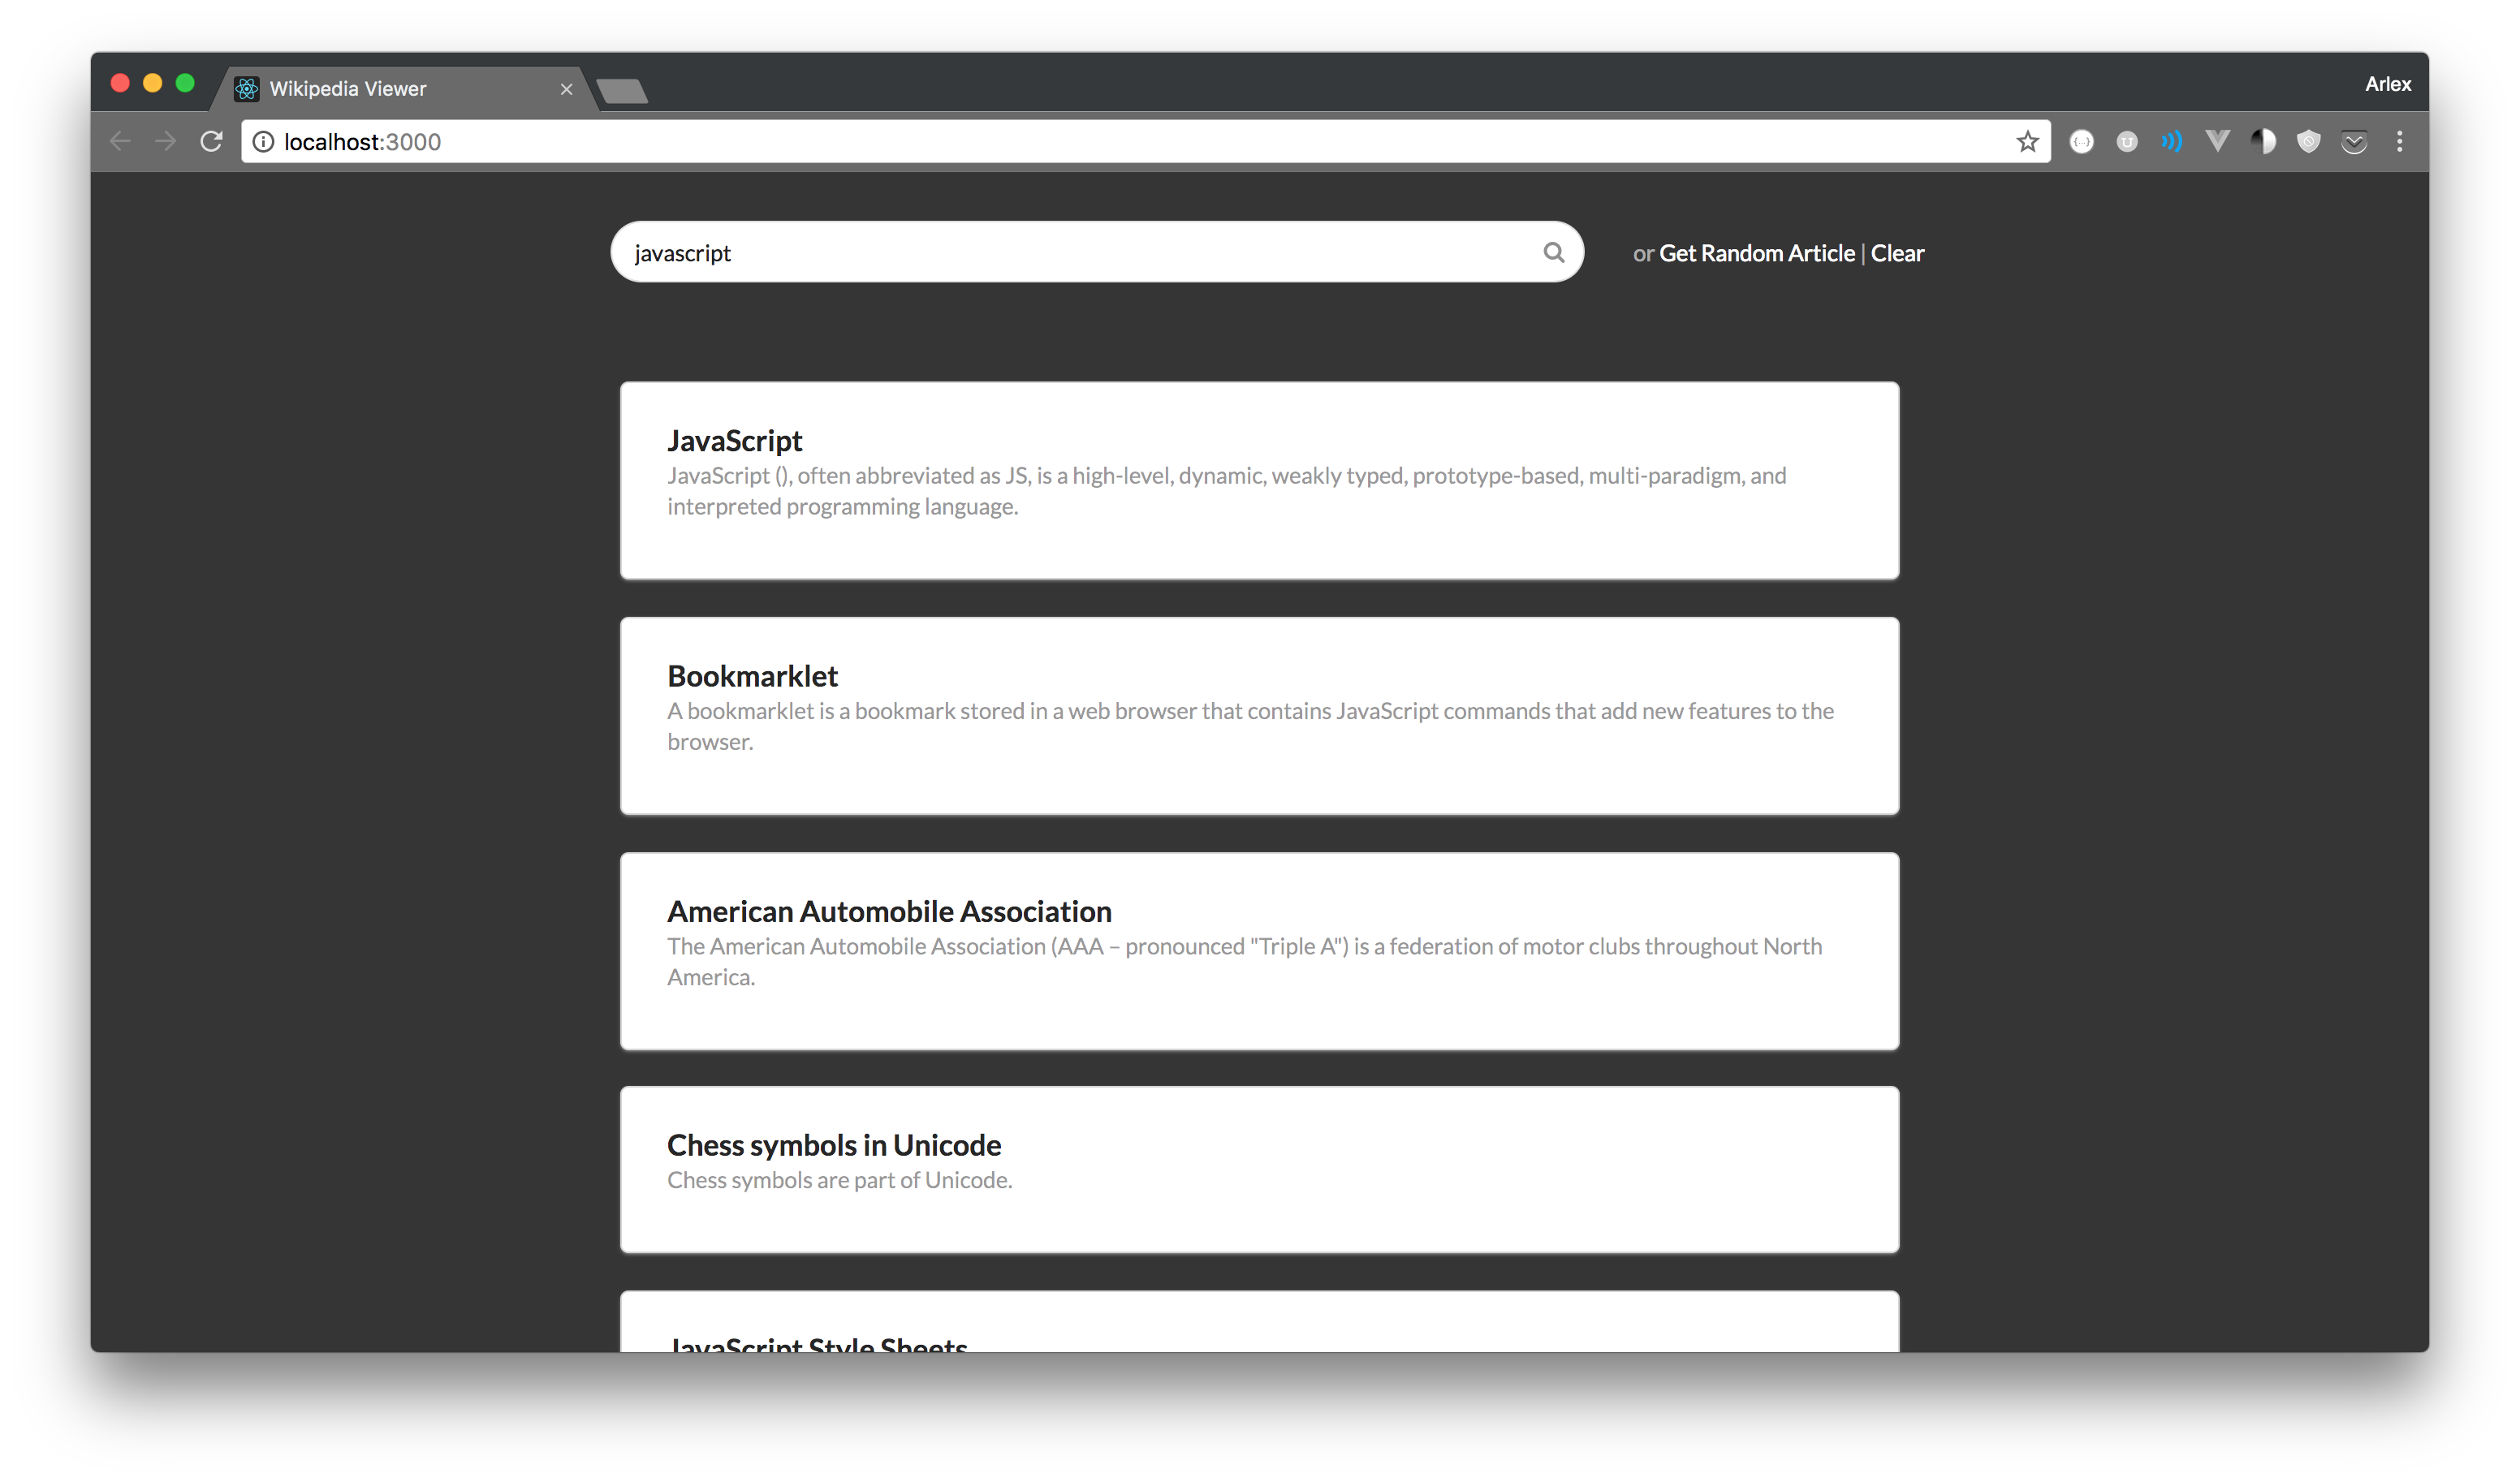 Wikipedia Viewer
Arlex
localhost:3000
javascript
or Get Random Article | Clear
JavaScript
JavaScript (), often abbreviated as JS, is a high-level, dynamic, weakly typed, prototype-based, multi-paradigm, and
interpreted programming language.
Bookmarklet
A bookmarklet is a bookmark stored in a web browser that contains JavaScript commands that add new features to the
browser.
American Automobile Association
The American Automobile Association (AAA – pronounced "Triple A") is a federation of motor clubs throughout North
America.
Chess symbols in Unicode
Chess symbols are part of Unicode.
JavaScript Style Sheets